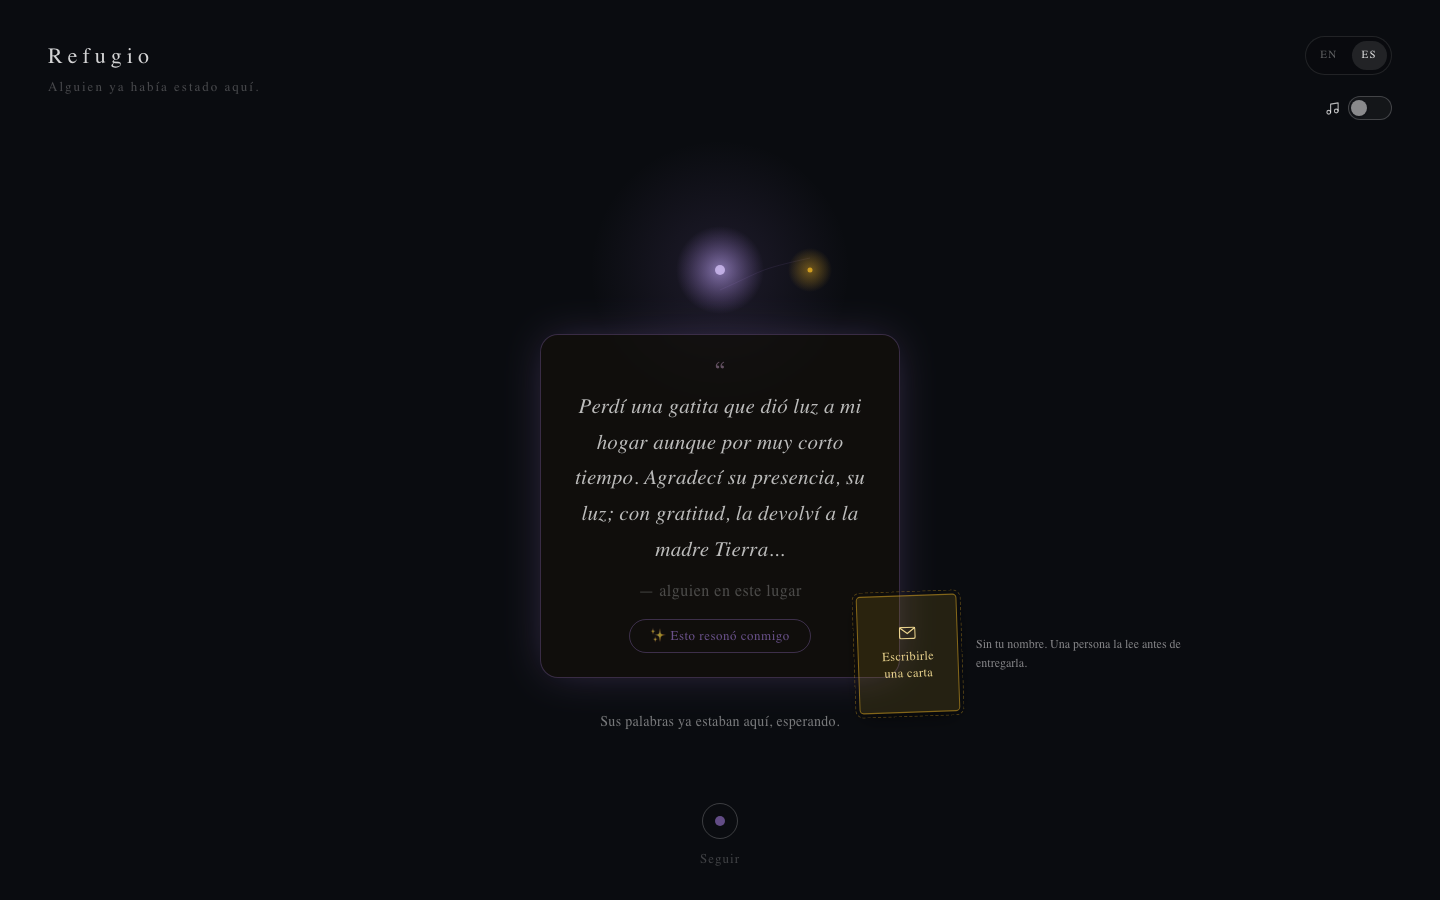 Refugio
Alguien ya había estado aquí.
EN ES
“
Perdí una gatita que dió luz a mi
hogar aunque por muy corto
tiempo. Agradecí su presencia, su
luz; con gratitud, la devolví a la
madre Tierra...
— alguien en este lugar
✨ Esto resonó conmigo
Escribirle
una carta
Sin tu nombre. Una persona la lee antes de
entregarla.
Sus palabras ya estaban aquí, esperando.
Seguir